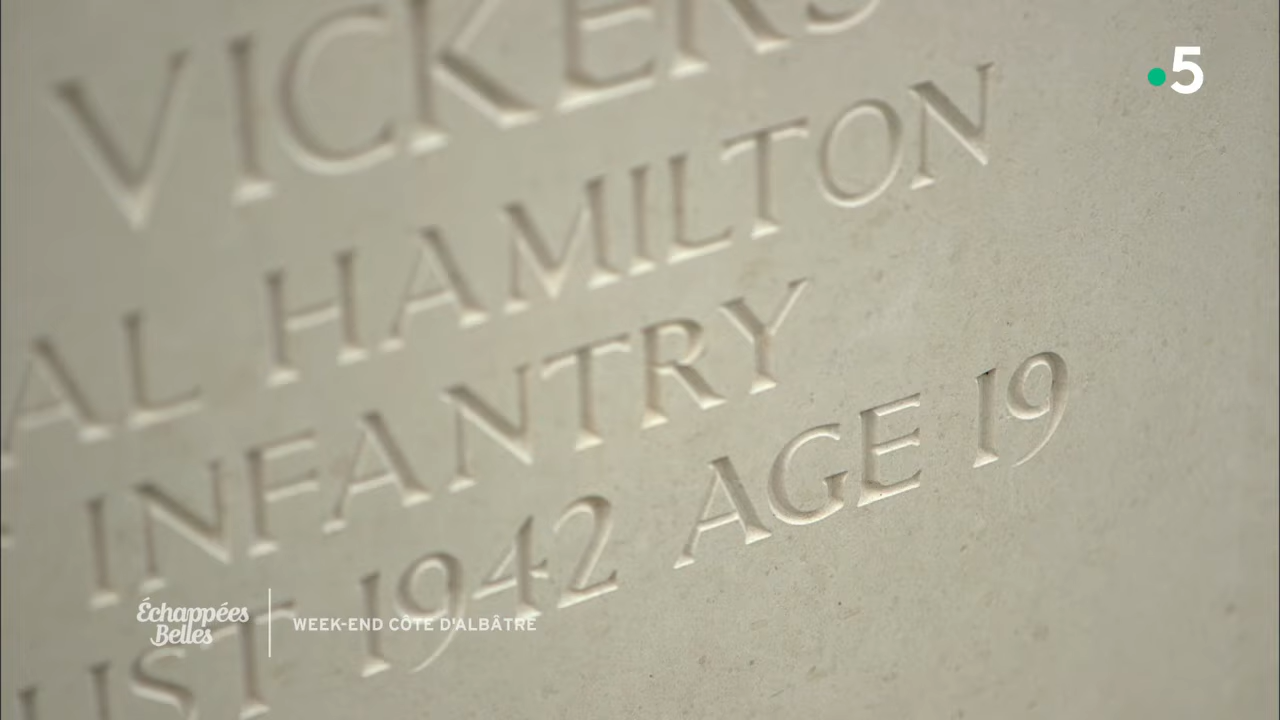 5
VICKERS
AL HAMILTON
INFANTRY
UST 1942 AGE 19
Échappées
Belles
WEEK-END CÔTE D'ALBÂTRE